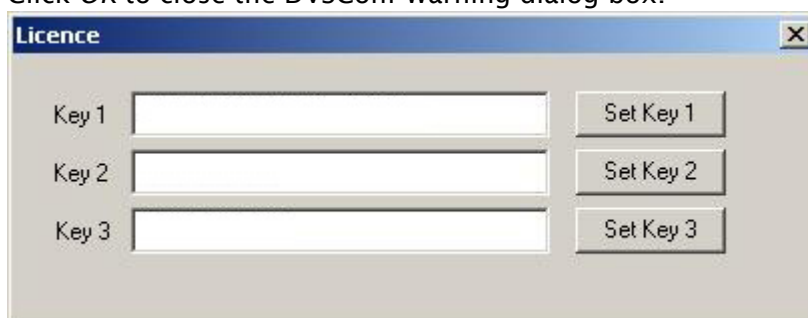 Click OK to close the DVSCom warning dialog box.
Licence
Key 1 Set Key 1
Key 2 Set Key 2
Key 3 Set Key 3